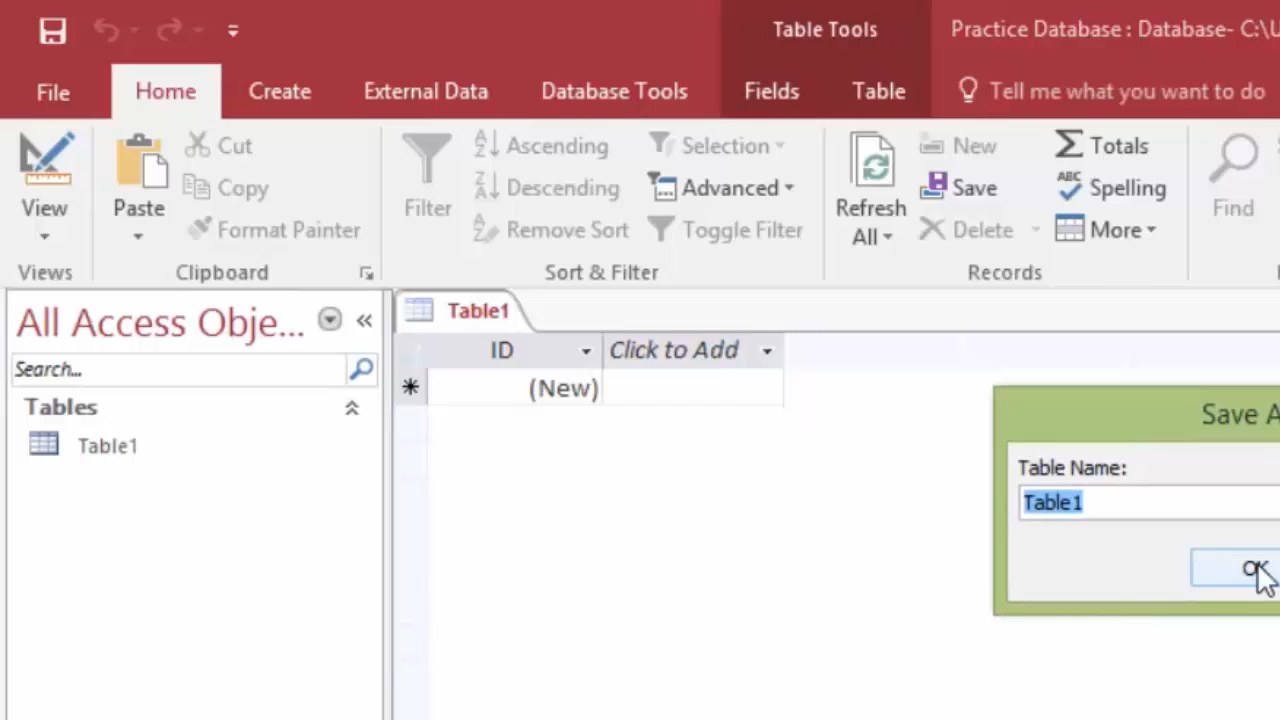 Table Tools
Practice Database : Database- C:\U
File
Home
Create
External Data
Database Tools
Fields
Table
Tell me what you want to do
View
Views
Paste
Cut
Copy
Format Painter
Clipboard
Filter
Ascending
Descending
Remove Sort
Selection
Advanced
Toggle Filter
Sort & Filter
Refresh
All
New
Save
Delete
Totals
Spelling
More
Records
Find
All Access Obje...
Search...
Tables
Table1
Table1
ID
Click to Add
(New)
Save A
Table Name:
Table1
OK